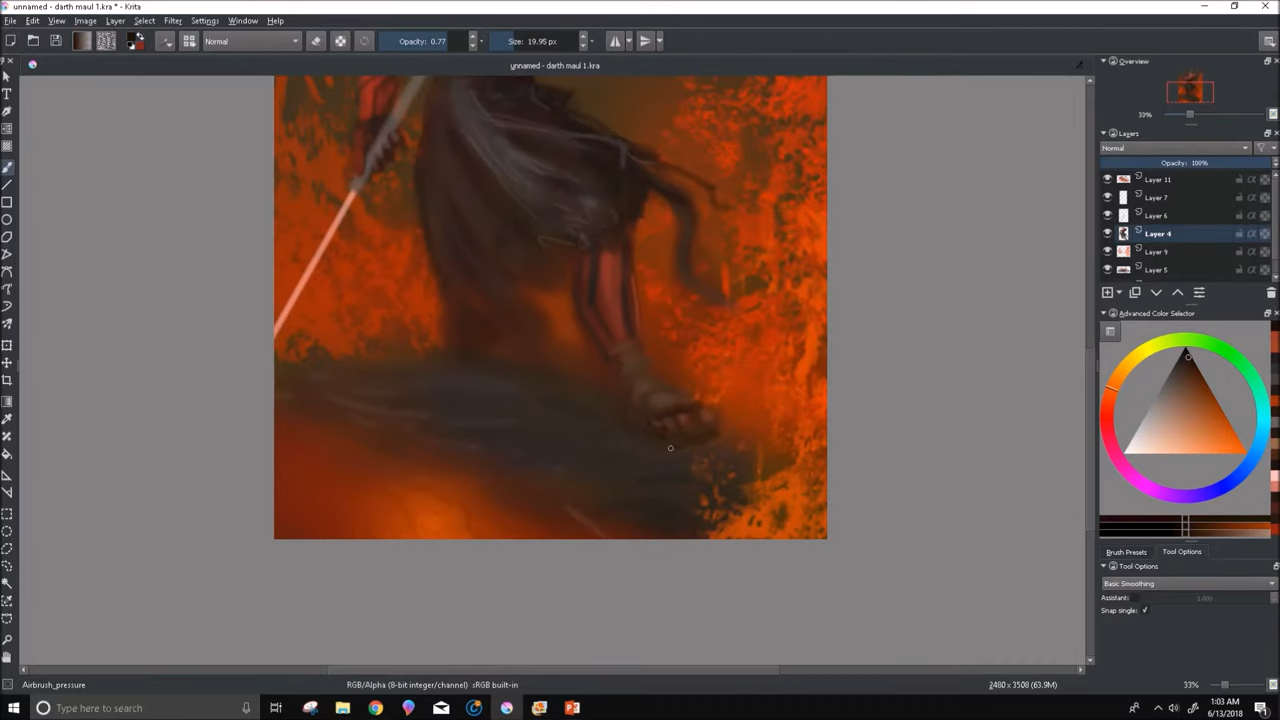 unnamed - darth maul 1.kra * - Krita
File Edit View Image Layer Select Filter Settings Window Help
Normal Opacity: 0.77 Size: 19.95 px
unnamed - darth maul 1.kra
Overview
33%
Layers
Normal
Opacity: 100%
Layer 11
Layer 7
Layer 6
Layer 4
Layer 9
Layer 5
Advanced Color Selector
Brush Presets Tool Options
Tool Options
Basic Smoothing
Assistant: 1.000
Snap single:
Airbrush_pressure RGB/Alpha (8-bit integer/channel) sRGB built-in 2480 x 3508 (63.9M) 33%
Type here to search
1:03 AM
6/13/2018